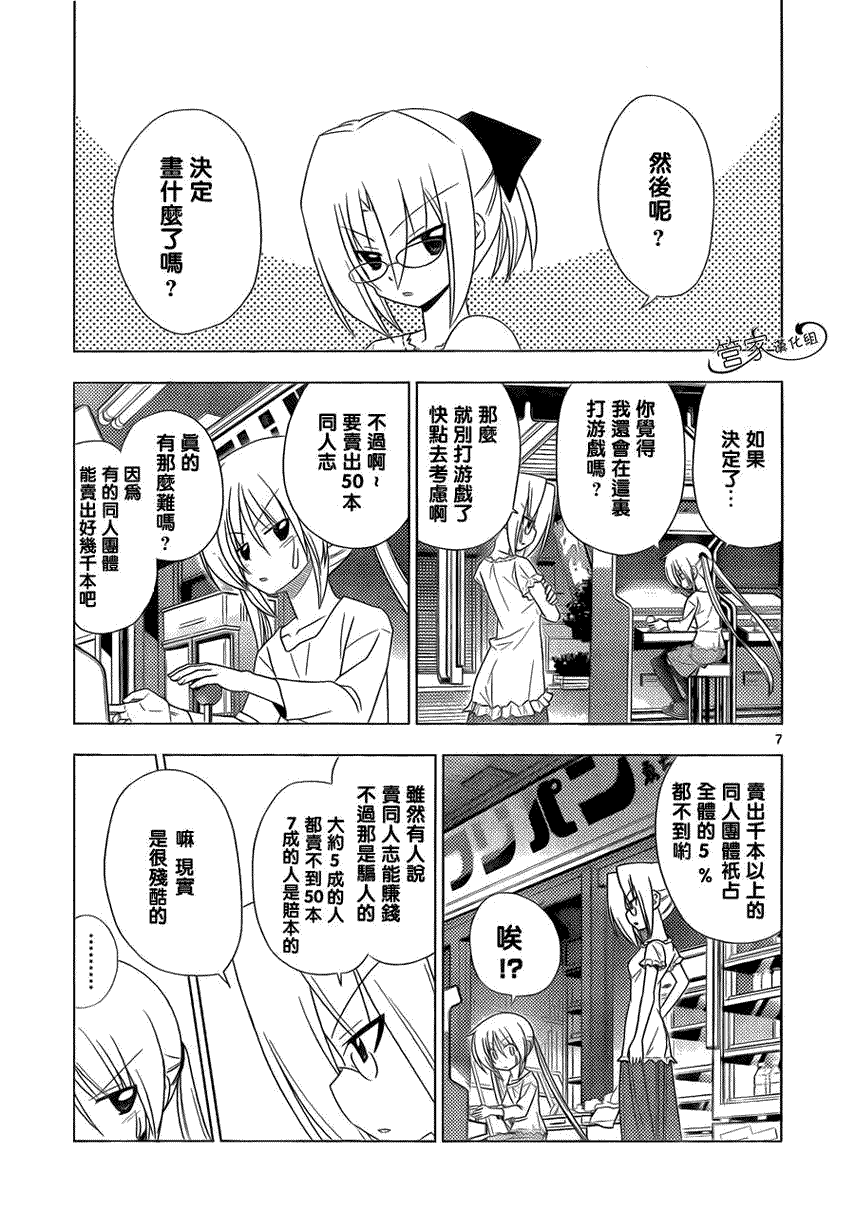 然後呢?
決定
畫什麼了嗎?
管家漢化組
如果
決定了…
你覺得
我還會在這裏
打游戲嗎?
那麼
就別打游戲了
快點去考慮啊
不過啊~
要賣出50本
同人志
真的
有那麼難嗎?
因爲
有的同人團體
能賣出好幾千本吧
7
賣出千本以上的
同人團體衹占
全體的5%
都不到喲
唉!?
雖然有人說
賣同人志能賺錢
不過那是騙人的
大約5成的人
都賣不到50本
7成的人是賠本的
嘛 現實
是很殘酷的
………